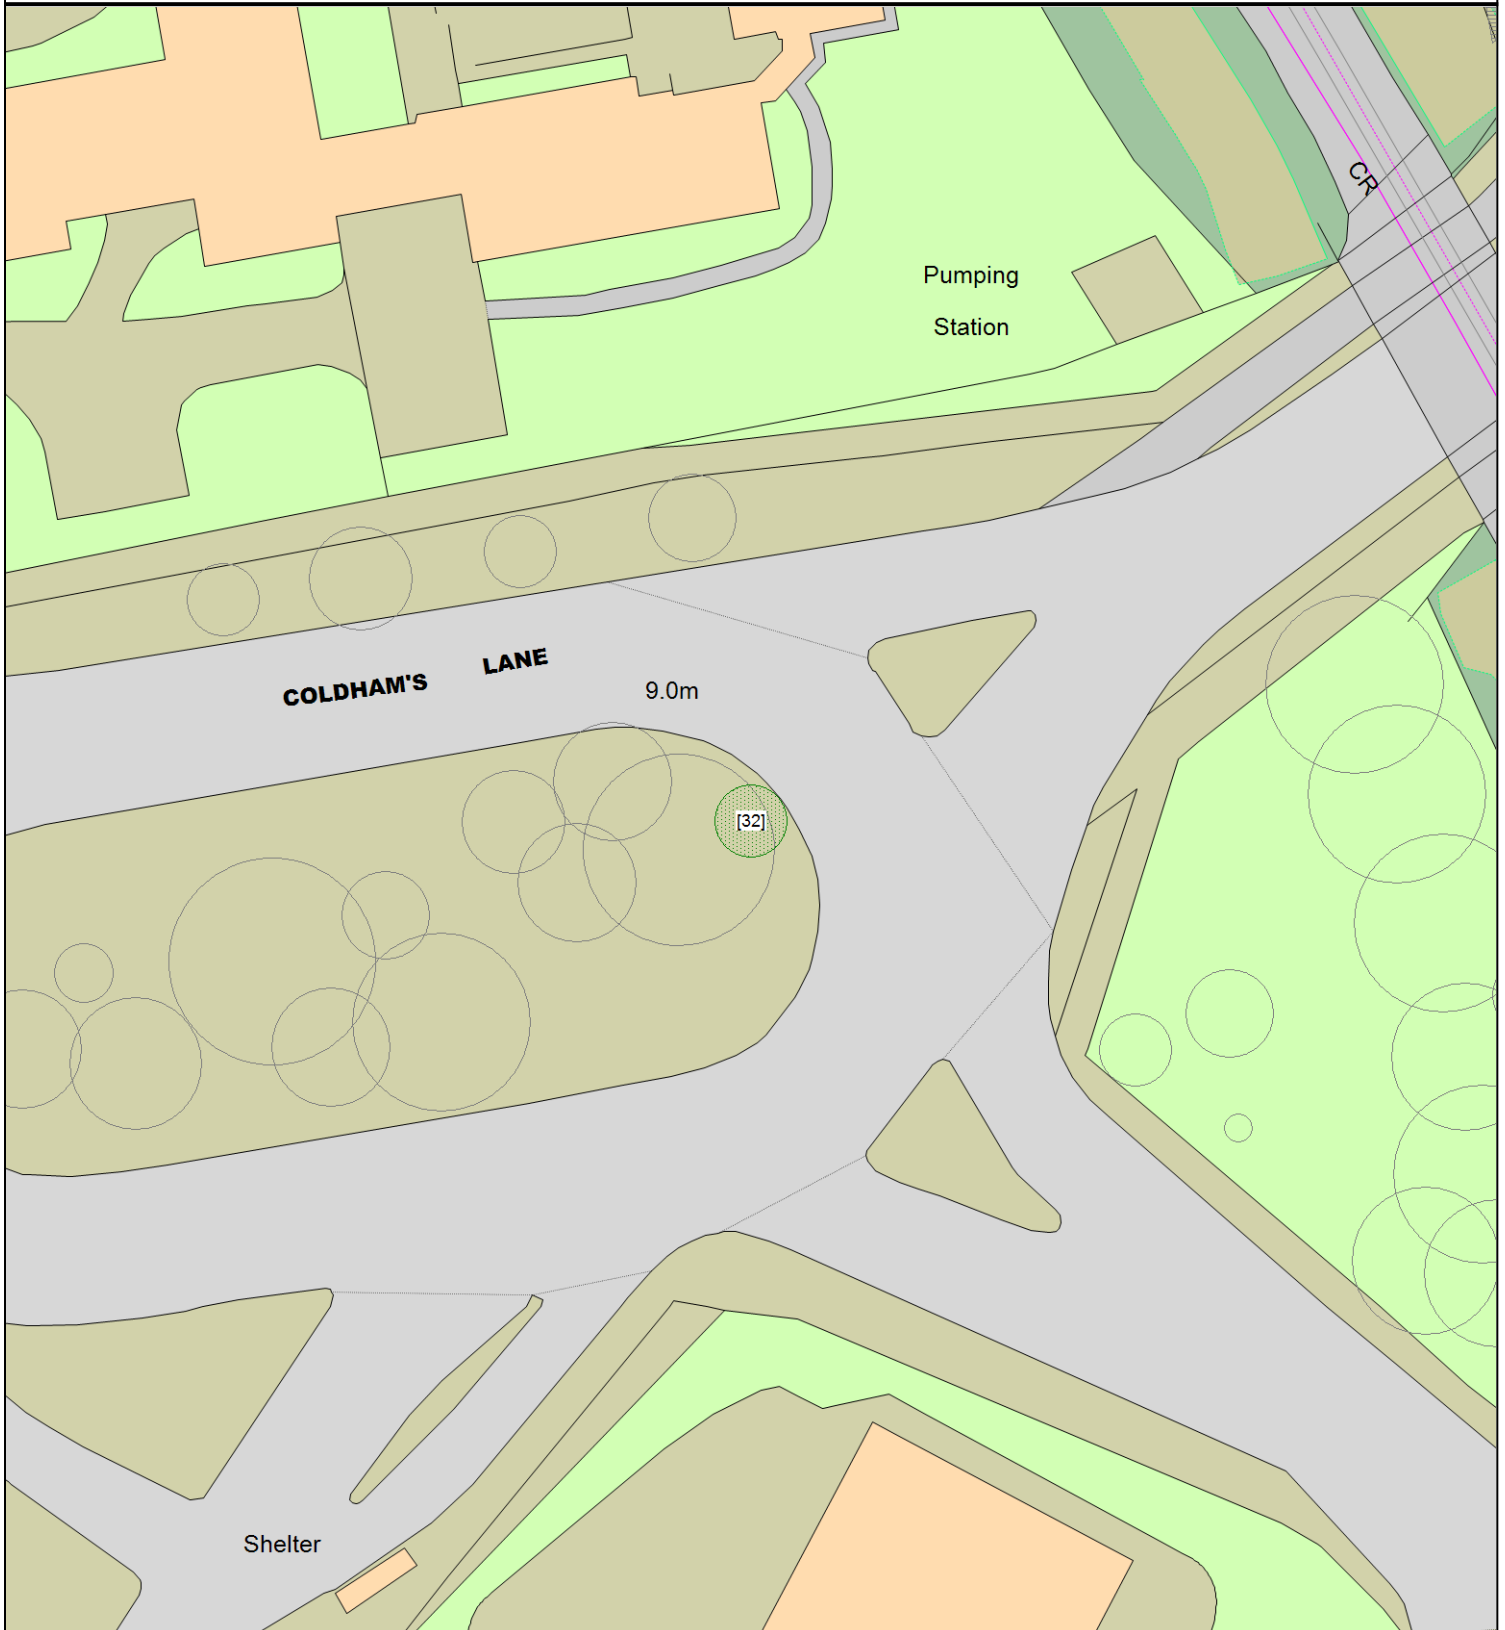 CR
Pumping
Station
COLDHAM'S LANE
9.0m
[32]
Shelter